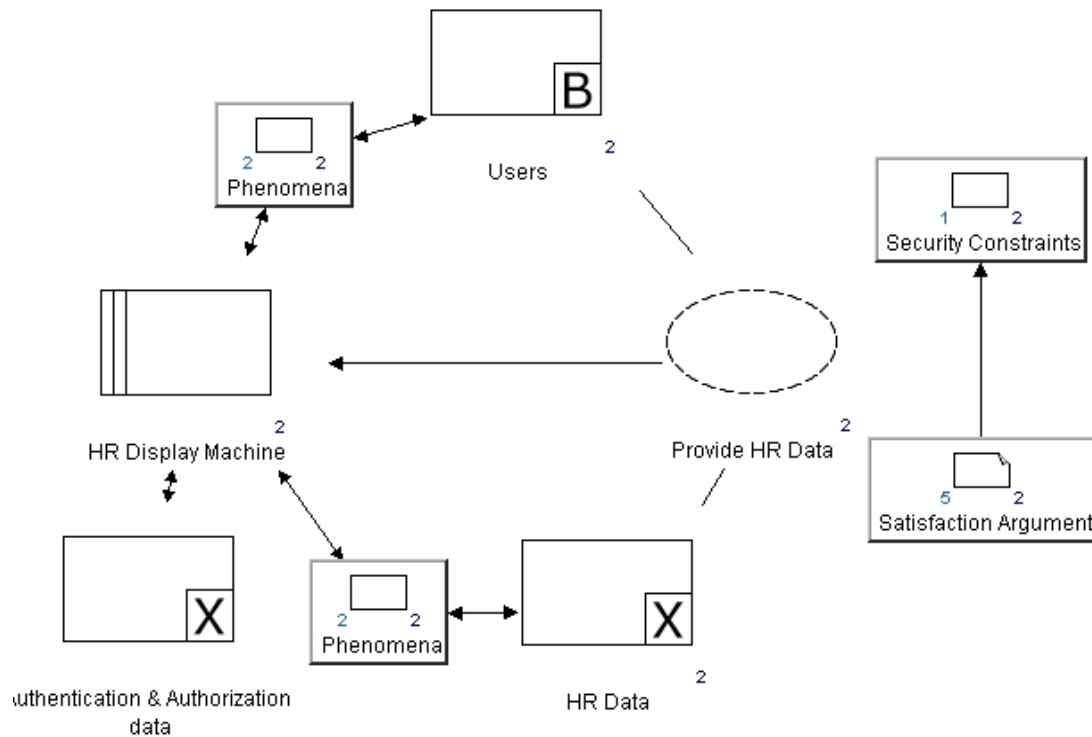 B
2
Users
2 2
Phenomena
1 2
Security Constraints
2
HR Display Machine
2
Provide HR Data
5 2
Satisfaction Argument
X
& Authorization
data
2 2
Phenomena
X
2
HR Data